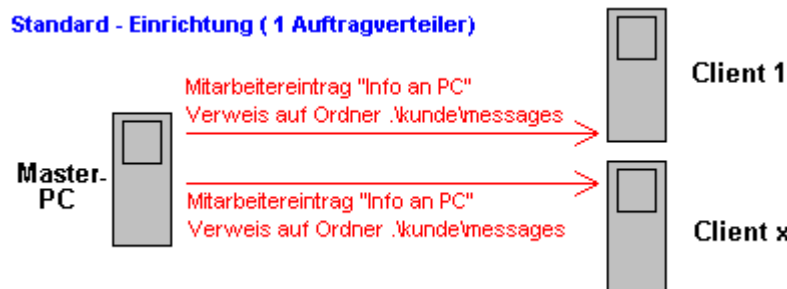 Standard - Einrichtung ( 1 Auftragverteiler)
Client 1
Mitarbeitereintrag "Info an PC"
Verweis auf Ordner .\kunde\messages
Master-
PC
Mitarbeitereintrag "Info an PC"
Verweis auf Ordner .\kunde\messages
Client x